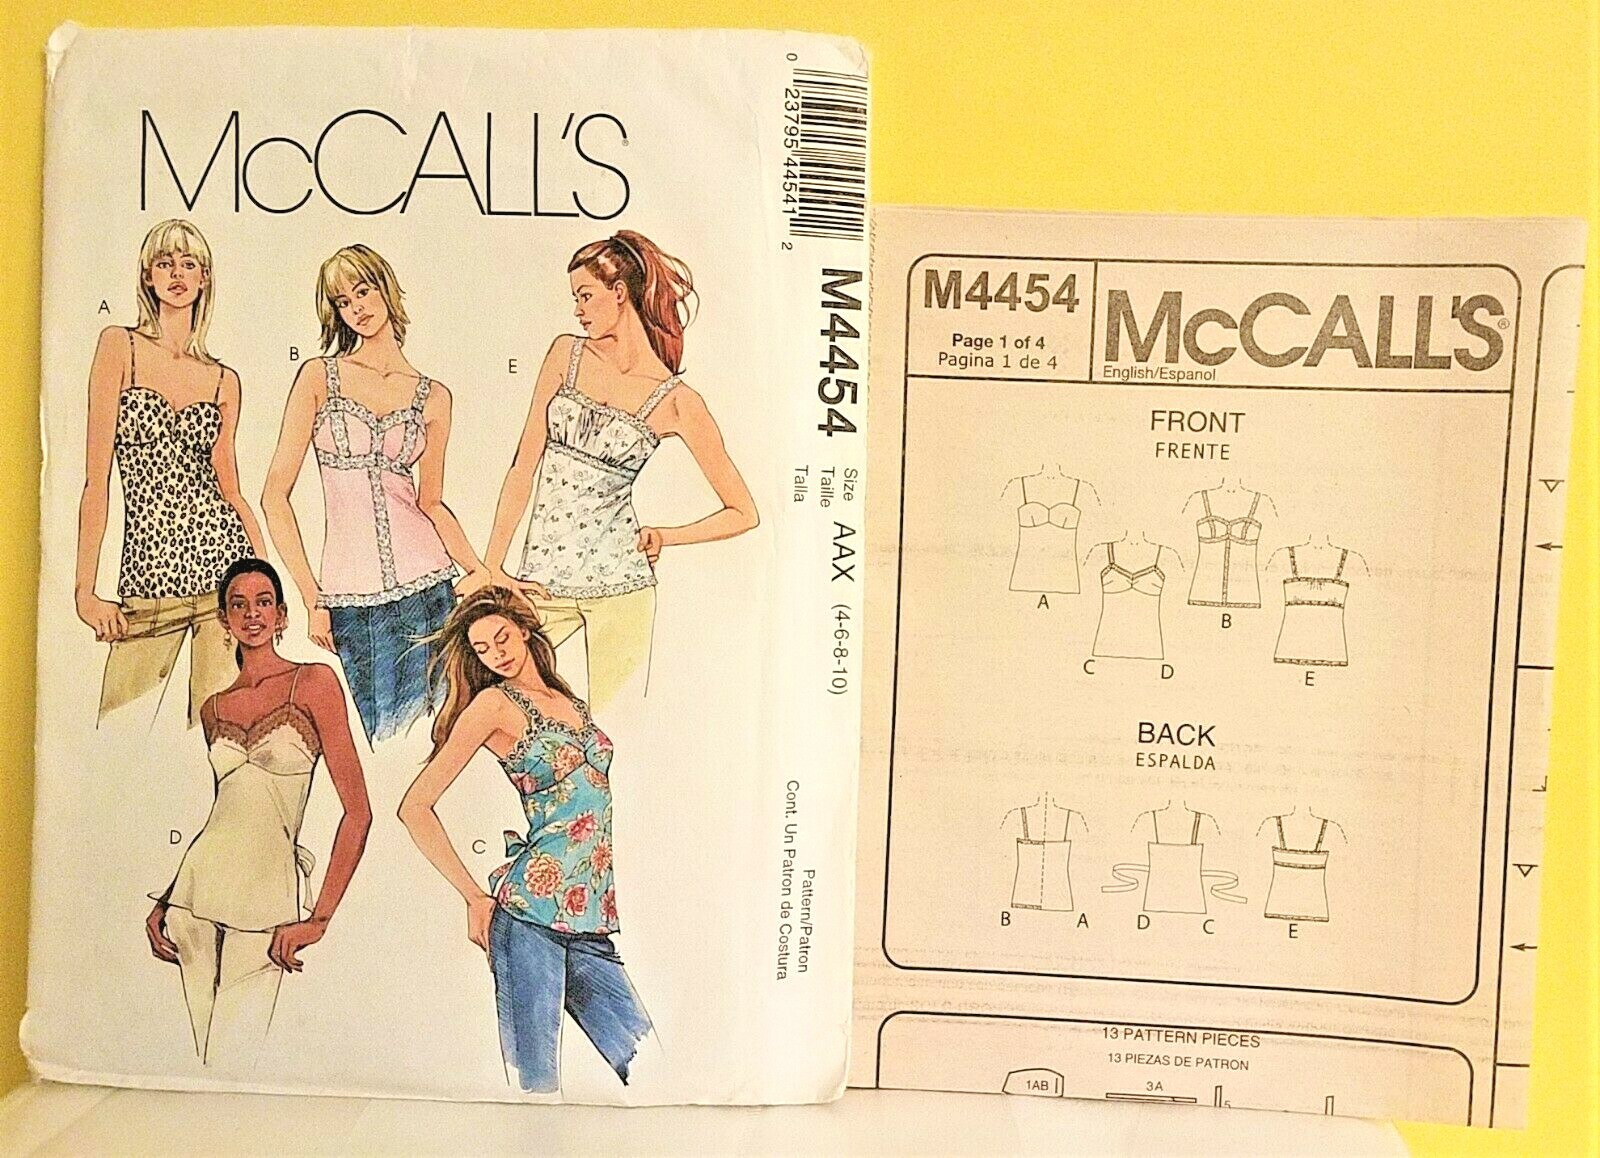 McCALL'S®
A
B
E
D
C
0 23795 44541 2
M4454
Size
Taille
Talla
AAX (4-6-8-10)
Pattern/Patron
Cont. Un Patron de Costura
M4454
Page 1 of 4
Pagina 1 de 4
McCALL'S®
English/Espanol
FRONT
FRENTE
A
B
C D
E
BACK
ESPALDA
B A D C E
13 PATTERN PIECES
13 PIEZAS DE PATRON
1AB 3A 5